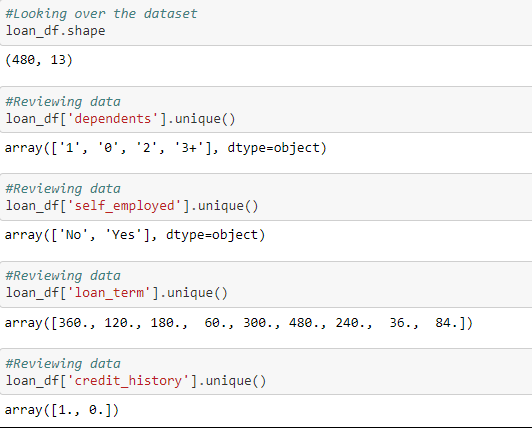 #Looking over the dataset
loan_df.shape
(480, 13)
#Reviewing data
loan_df['dependents'].unique()
array(['1', '0', '2', '3+'], dtype=object)
#Reviewing data
loan_df['self_employed'].unique()
array(['No', 'Yes'], dtype=object)
#Reviewing data
loan_df['loan_term'].unique()
array([360., 120., 180.,  60., 300., 480., 240.,  36.,  84.])
#Reviewing data
loan_df['credit_history'].unique()
array([1., 0.])